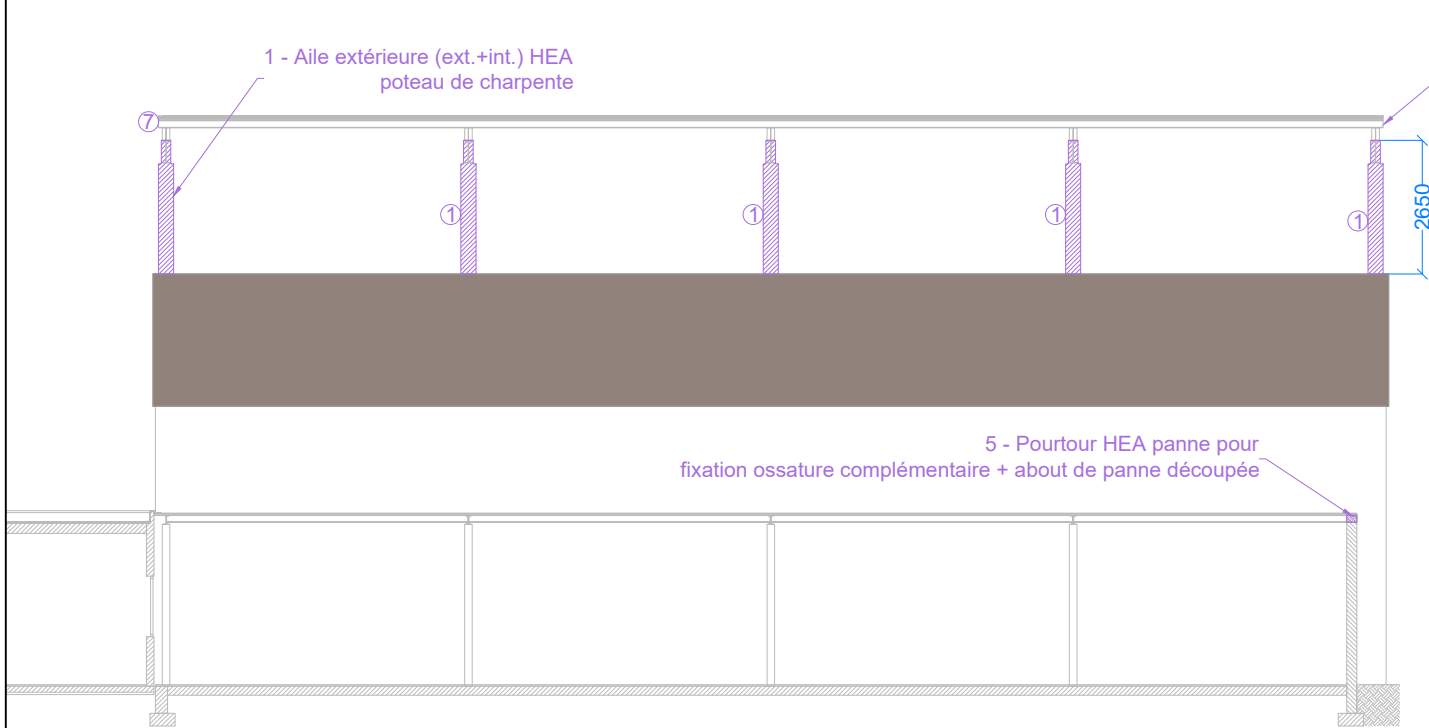 1 - Aile extérieure (ext.+int.) HEA
poteau de charpente
7
1
1
1
1
2650
5 - Pourtour HEA panne pour
fixation ossature complémentaire + about de panne découpée